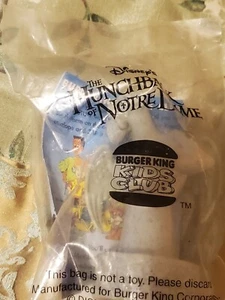 Disney's
THE
HUNCHBACK
OF NOTRE DAME
BURGER KING
KIDS
CLUB
TM
This bag is not a toy. Please discard
Manufactured for Burger King Corporat